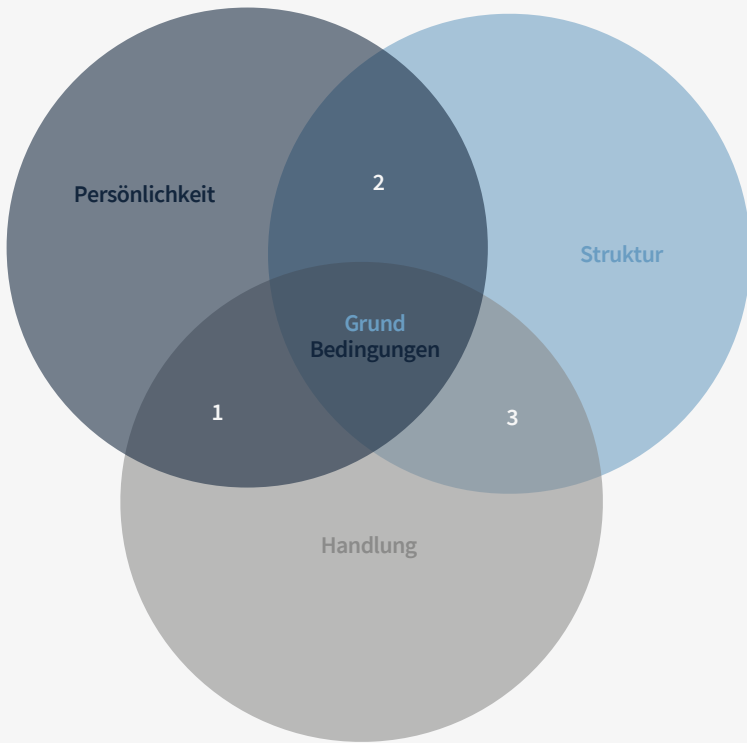 2
Persönlichkeit
Struktur
Grund
Bedingungen
1
3
Handlung